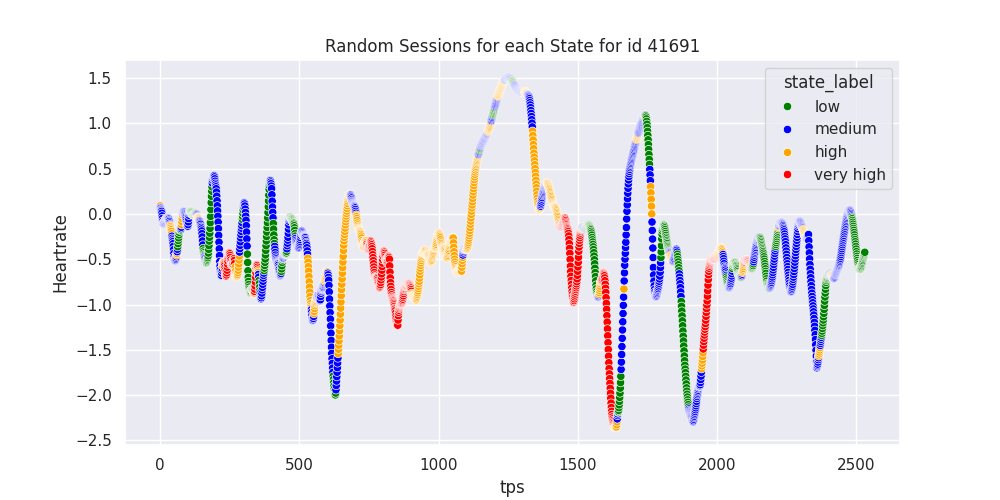 Random Sessions for each State for id 41691
state_label
low
medium
high
very high
Heartrate
1.5
1.0
0.5
0.0
−0.5
−1.0
−1.5
−2.0
−2.5
0 500 1000 1500 2000 2500
tps